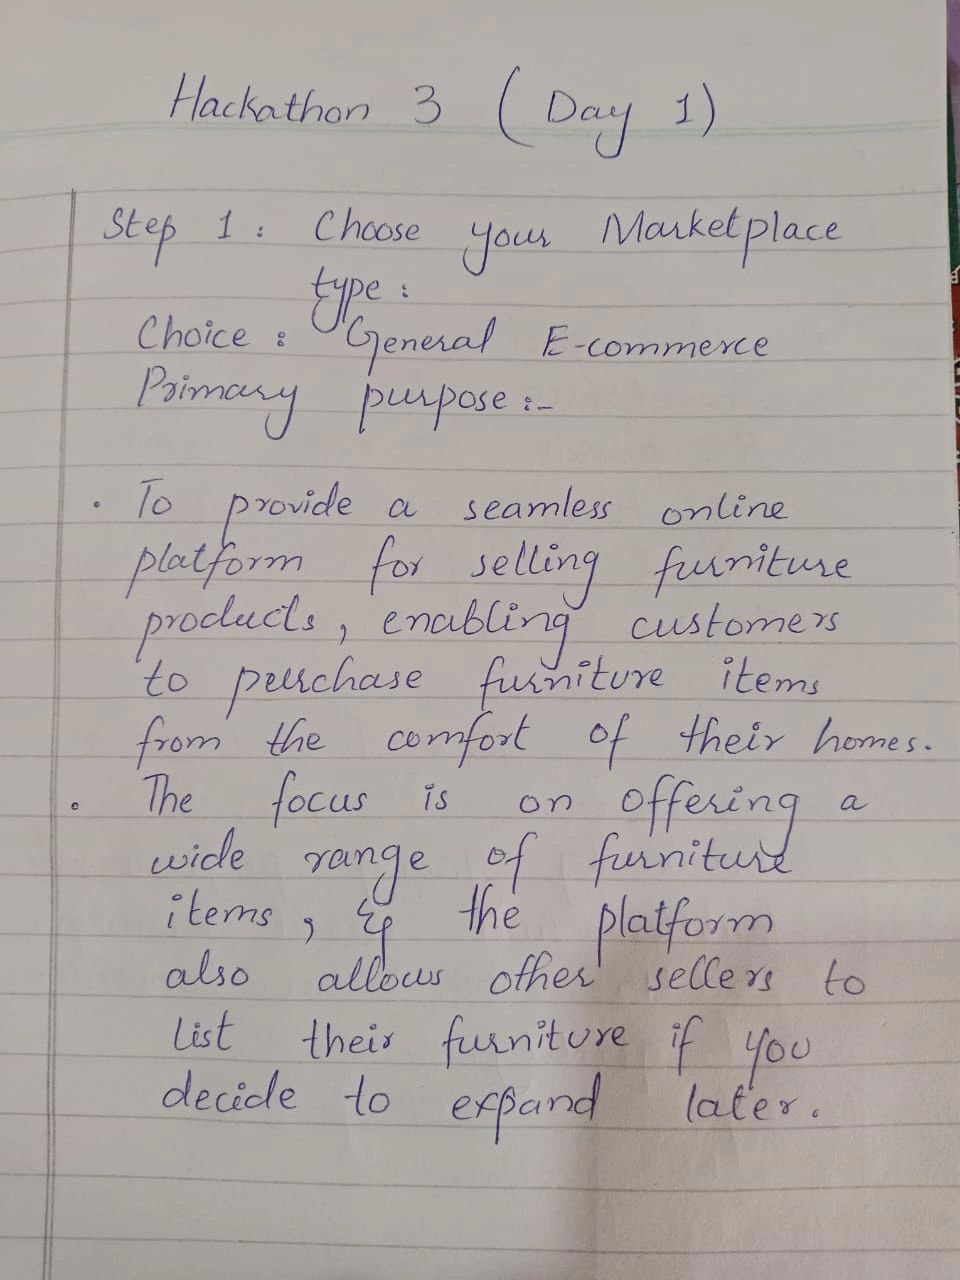 Hackathon 3 (Day 1)
Step 1: Choose your Marketplace
type:
Choice: General E-commerce
Primary purpose:-
• To provide a seamless online
platform for selling furniture
products, enabling customers
to purchase furniture items
from the comfort of their homes.
• The focus is on offering a
wide range of furniture
items, & the platform
also allows other sellers to
list their furniture if you
decide to expand later.